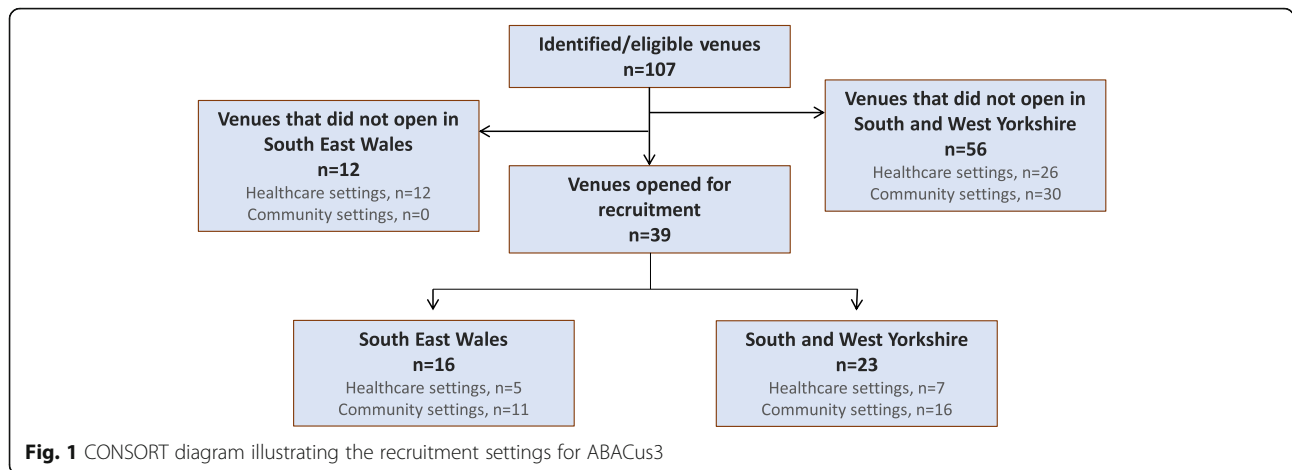 Identified/eligible venues
n=107
Venues that did not open in
South East Wales
n=12
Healthcare settings, n=12
Community settings, n=0
Venues that did not open in
South and West Yorkshire
n=56
Healthcare settings, n=26
Community settings, n=30
Venues opened for
recruitment
n=39
South East Wales
n=16
Healthcare settings, n=5
Community settings, n=11
South and West Yorkshire
n=23
Healthcare settings, n=7
Community settings, n=16
Fig. 1 CONSORT diagram illustrating the recruitment settings for ABACus3